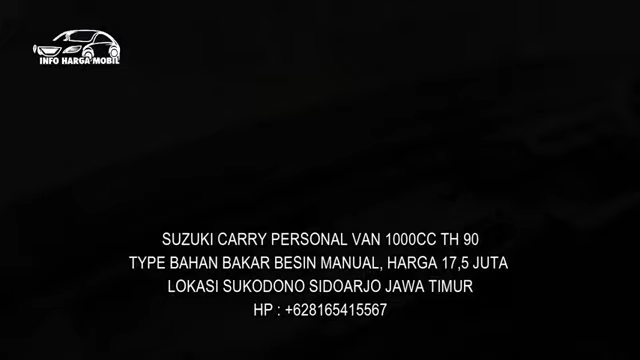 INFO HARGA MOBIL
SUZUKI CARRY PERSONAL VAN 1000CC TH 90
TYPE BAHAN BAKAR BESIN MANUAL, HARGA 17,5 JUTA
LOKASI SUKODONO SIDOARJO JAWA TIMUR
HP : +628165415567